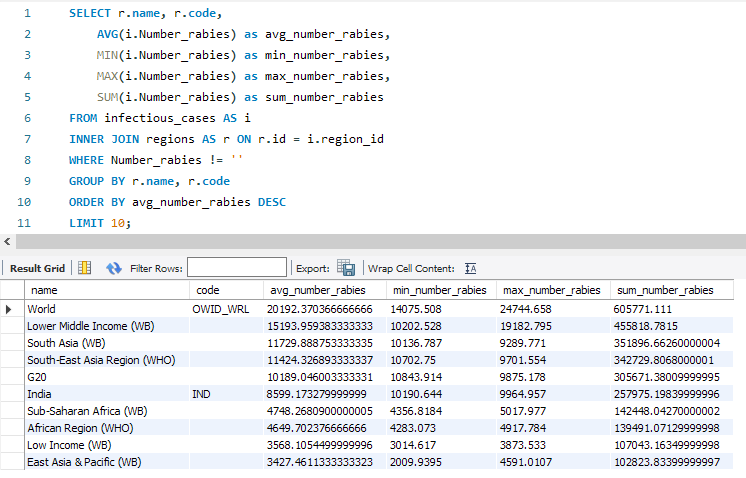 1 SELECT r.name, r.code,
2 AVG(i.Number_rabies) as avg_number_rabies,
3 MIN(i.Number_rabies) as min_number_rabies,
4 MAX(i.Number_rabies) as max_number_rabies,
5 SUM(i.Number_rabies) as sum_number_rabies
6 FROM infectious_cases AS i
7 INNER JOIN regions AS r ON r.id = i.region_id
8 WHERE Number_rabies != ''
9 GROUP BY r.name, r.code
10 ORDER BY avg_number_rabies DESC
11 LIMIT 10;
Result Grid Filter Rows: Export: Wrap Cell Content:
name code avg_number_rabies min_number_rabies max_number_rabies sum_number_rabies
World OWID_WRL 20192.370366666666 14075.508 24744.658 605771.111
Lower Middle Income (WB) 15193.959383333333 10202.528 19182.795 455818.7815
South Asia (WB) 11729.888753333335 10136.787 9289.771 351896.66260000004
South-East Asia Region (WHO) 11424.326893333337 10702.75 9701.554 342729.8068000001
G20 10189.046003333331 10843.914 9875.178 305671.38009999995
India IND 8599.173279999999 10190.644 9964.957 257975.19839999996
Sub-Saharan Africa (WB) 4748.2680900000005 4356.8184 5017.977 142448.04270000002
African Region (WHO) 4649.702376666666 4283.073 4917.784 139491.07129999998
Low Income (WB) 3568.1054499999996 3014.617 3873.533 107043.16349999998
East Asia & Pacific (WB) 3427.4611333333323 2009.9395 4591.0107 102823.83399999997